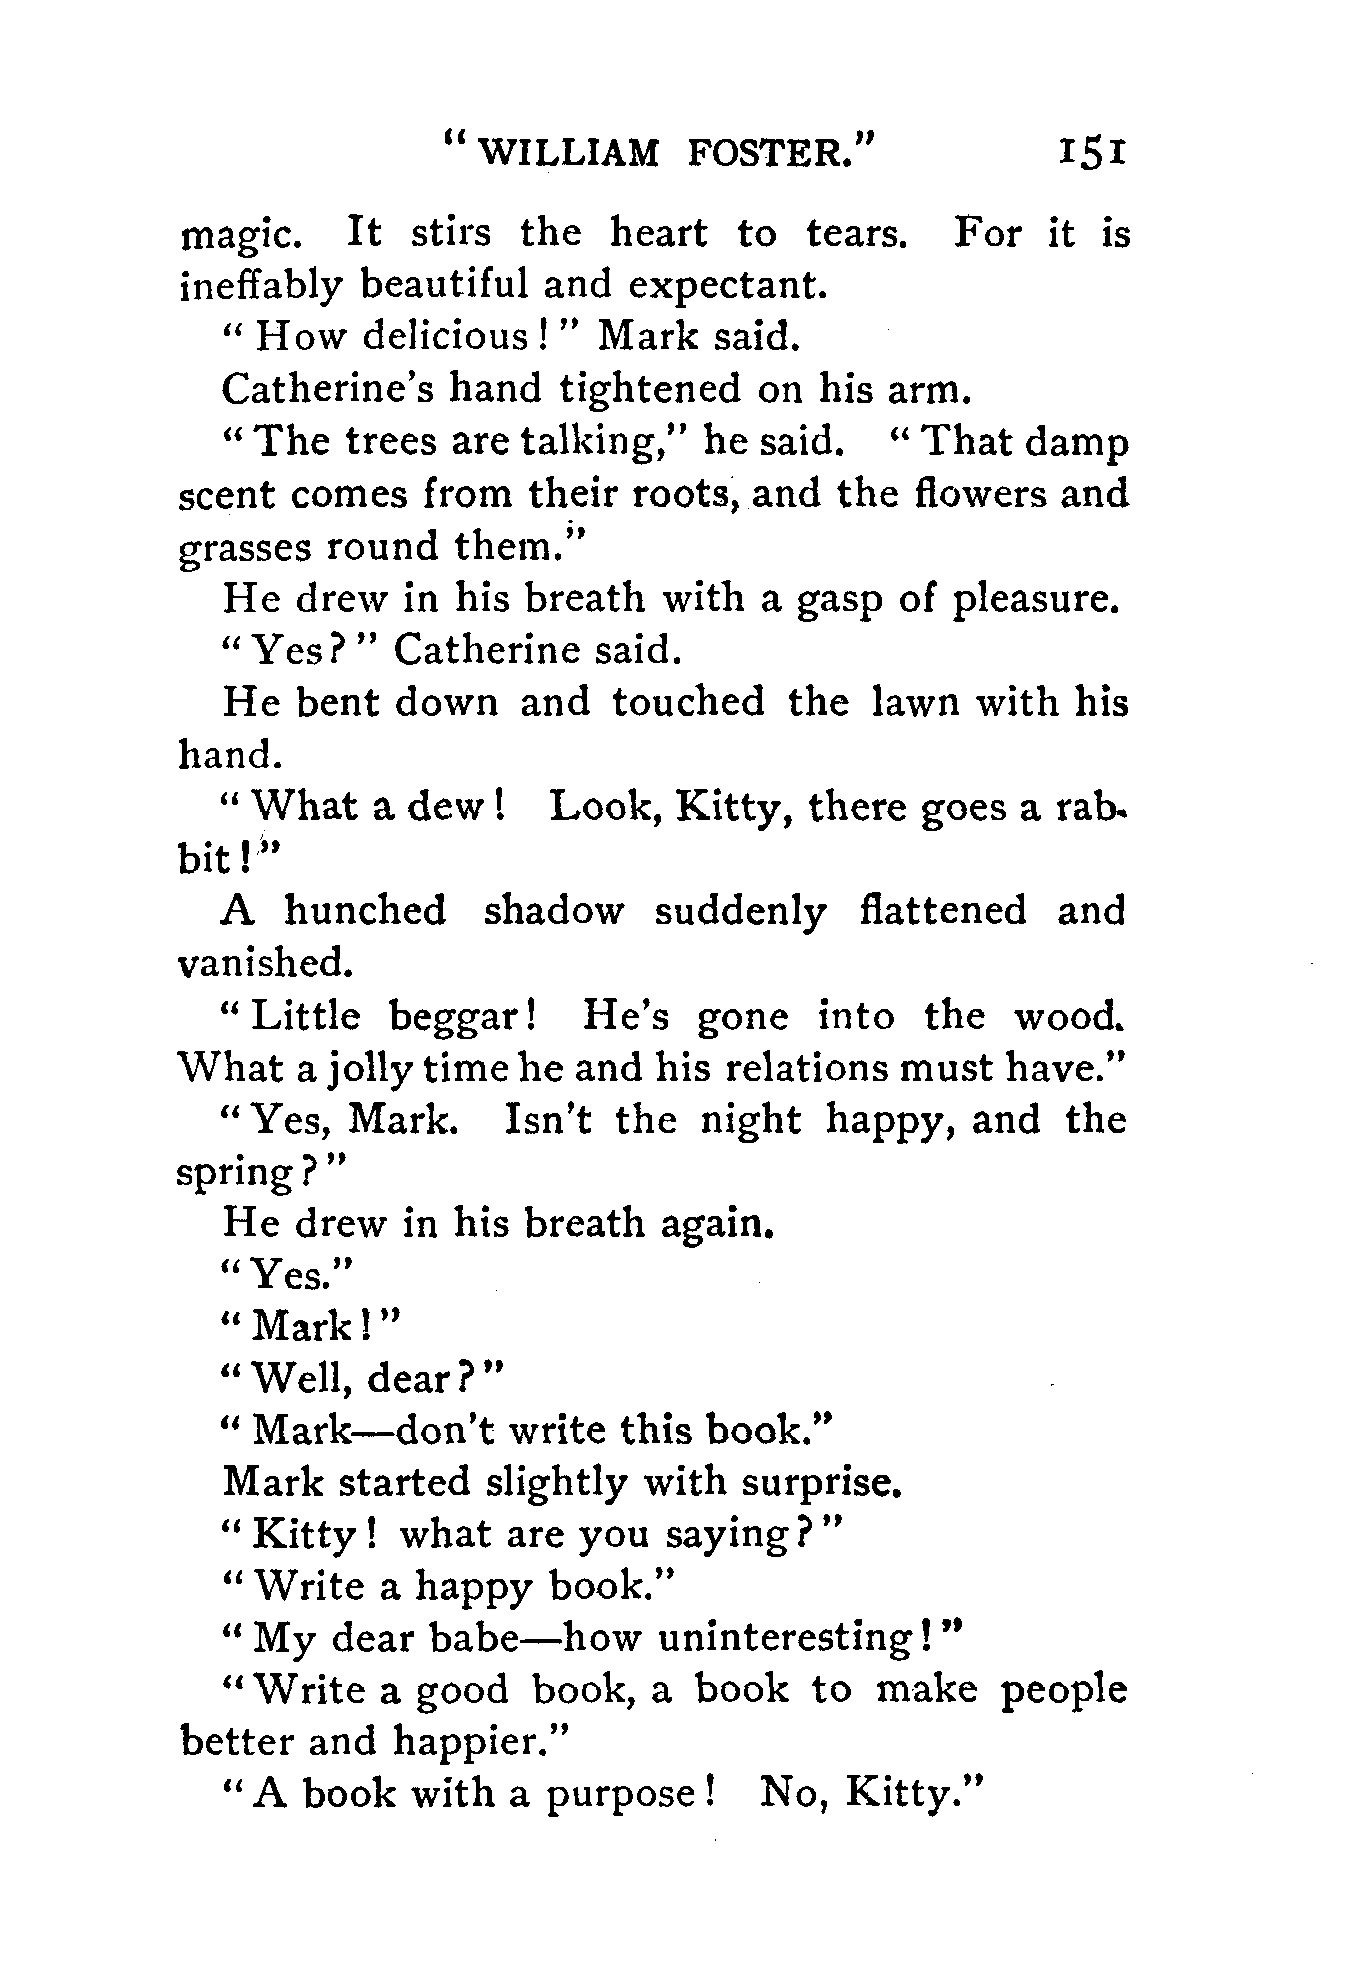 "WILLIAM FOSTER." 151
magic. It stirs the heart to tears. For it is
ineffably beautiful and expectant.
"How delicious!" Mark said.
Catherine's hand tightened on his arm.
"The trees are talking," he said. "That damp
scent comes from their roots, and the flowers and
grasses round them."
He drew in his breath with a gasp of pleasure.
"Yes?" Catherine said.
He bent down and touched the lawn with his
hand.
"What a dew! Look, Kitty, there goes a rab-
bit!"
A hunched shadow suddenly flattened and
vanished.
"Little beggar! He's gone into the wood.
What a jolly time he and his relations must have."
"Yes, Mark. Isn't the night happy, and the
spring?"
He drew in his breath again.
"Yes."
"Mark!"
"Well, dear?"
"Mark—don't write this book."
Mark started slightly with surprise.
"Kitty! what are you saying?"
"Write a happy book."
"My dear babe—how uninteresting!"
"Write a good book, a book to make people
better and happier."
"A book with a purpose! No, Kitty."